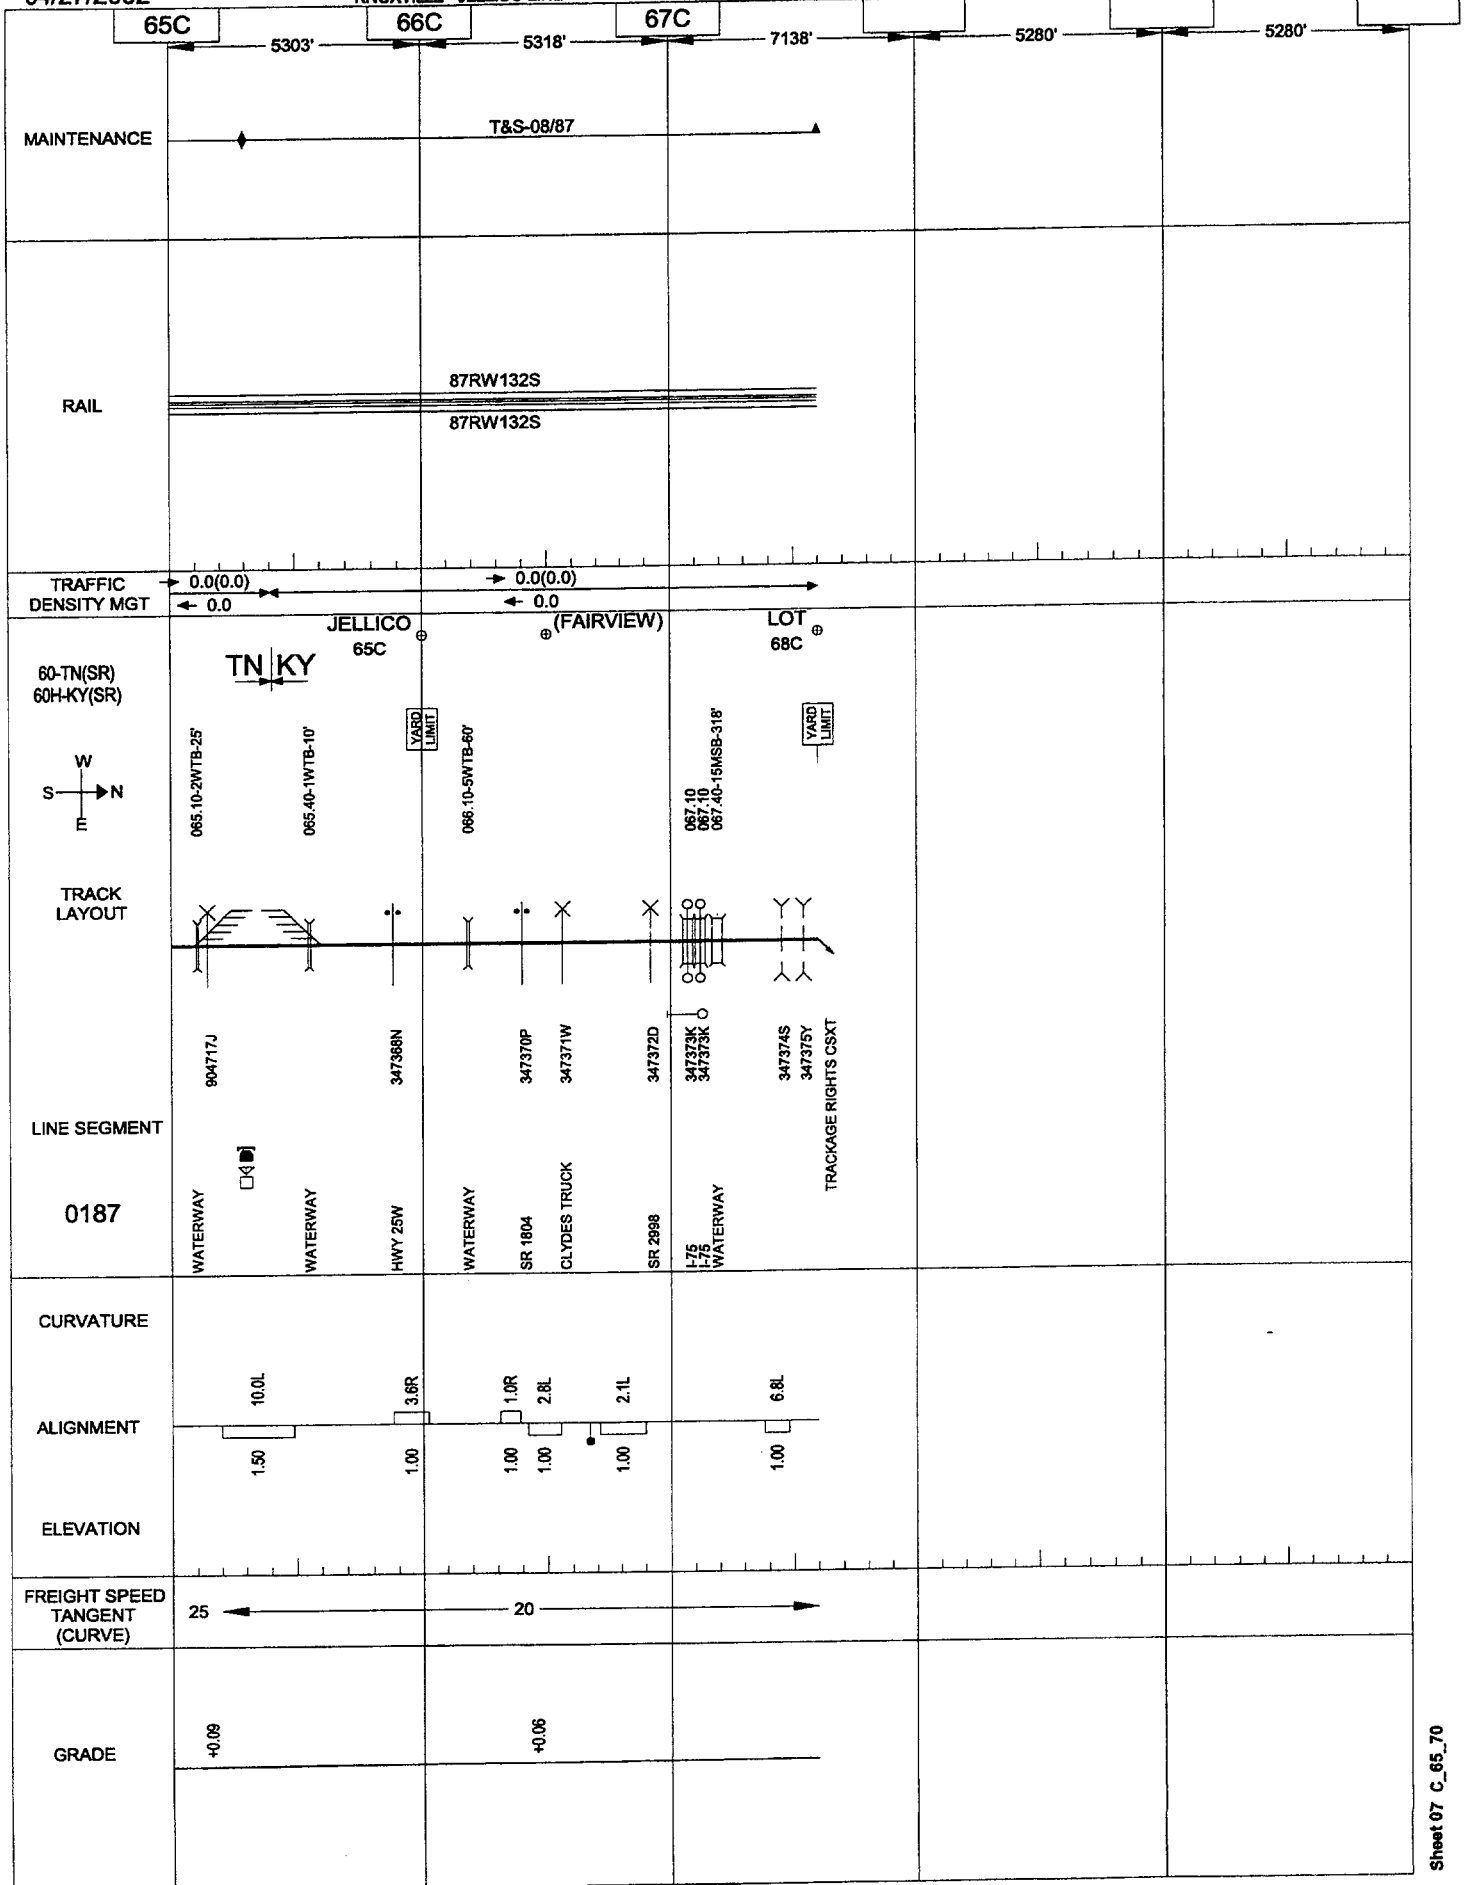 65C
66C
67C
5303'
5318'
7138'
5280'
5280'
MAINTENANCE
T&S-08/87
RAIL
87RW132S
87RW132S
TRAFFIC
DENSITY MGT
0.0(0.0)
0.0
0.0(0.0)
0.0
JELLICO
65C
(FAIRVIEW)
LOT
68C
60-TN(SR)
60H-KY(SR)
TN KY
YARD
LIMIT
YARD
LIMIT
W
S N
E
065.10-2WTB-25'
065.40-1WTB-10'
066.10-5WTB-60'
067.10
067.10
067.40-15MSB-318'
TRACK
LAYOUT
904717J
347368N
347370P
347371W
347372D
347373K
347373K
347374S
347375Y
TRACKAGE RIGHTS CSXT
LINE SEGMENT
0187
WATERWAY
WATERWAY
HWY 25W
WATERWAY
SR 1804
CLYDES TRUCK
SR 2998
I-75
I-75
WATERWAY
CURVATURE
10.0L
3.6R
1.0R
2.8L
2.1L
6.8L
ALIGNMENT
1.50
1.00
1.00
1.00
1.00
1.00
ELEVATION
FREIGHT SPEED
TANGENT
(CURVE)
25
20
GRADE
+0.09
+0.06
Sheet 07 C_65_70